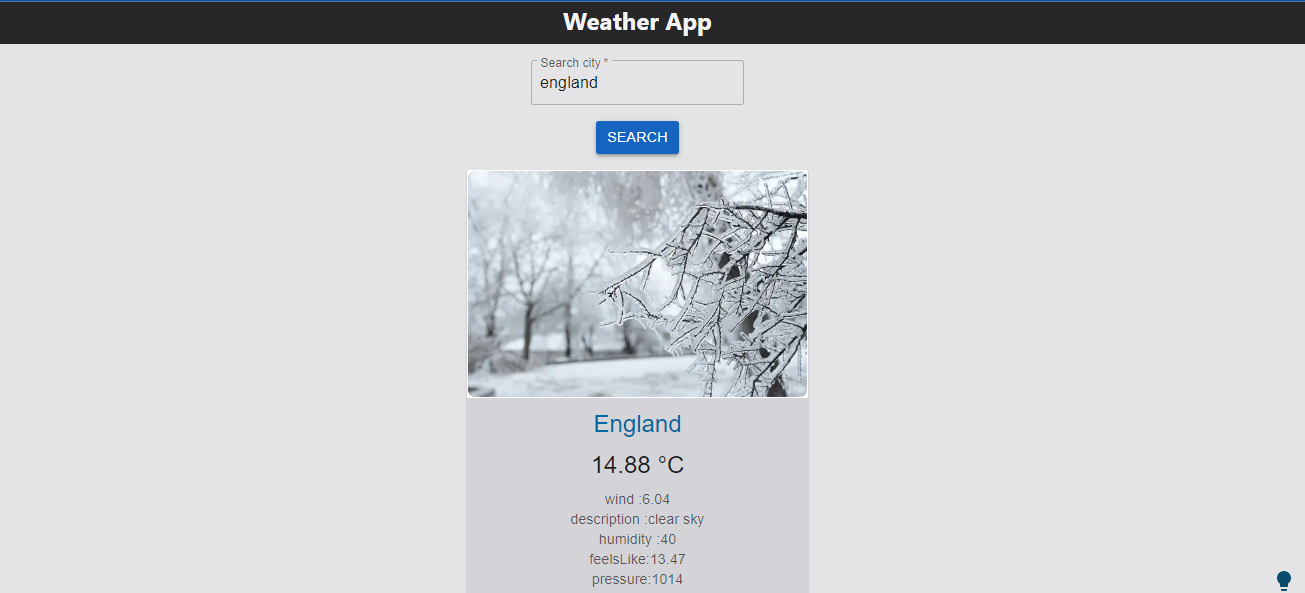 Weather App
Search city *
england
SEARCH
England
14.88 °C
wind :6.04
description :clear sky
humidity :40
feelsLike:13.47
pressure:1014